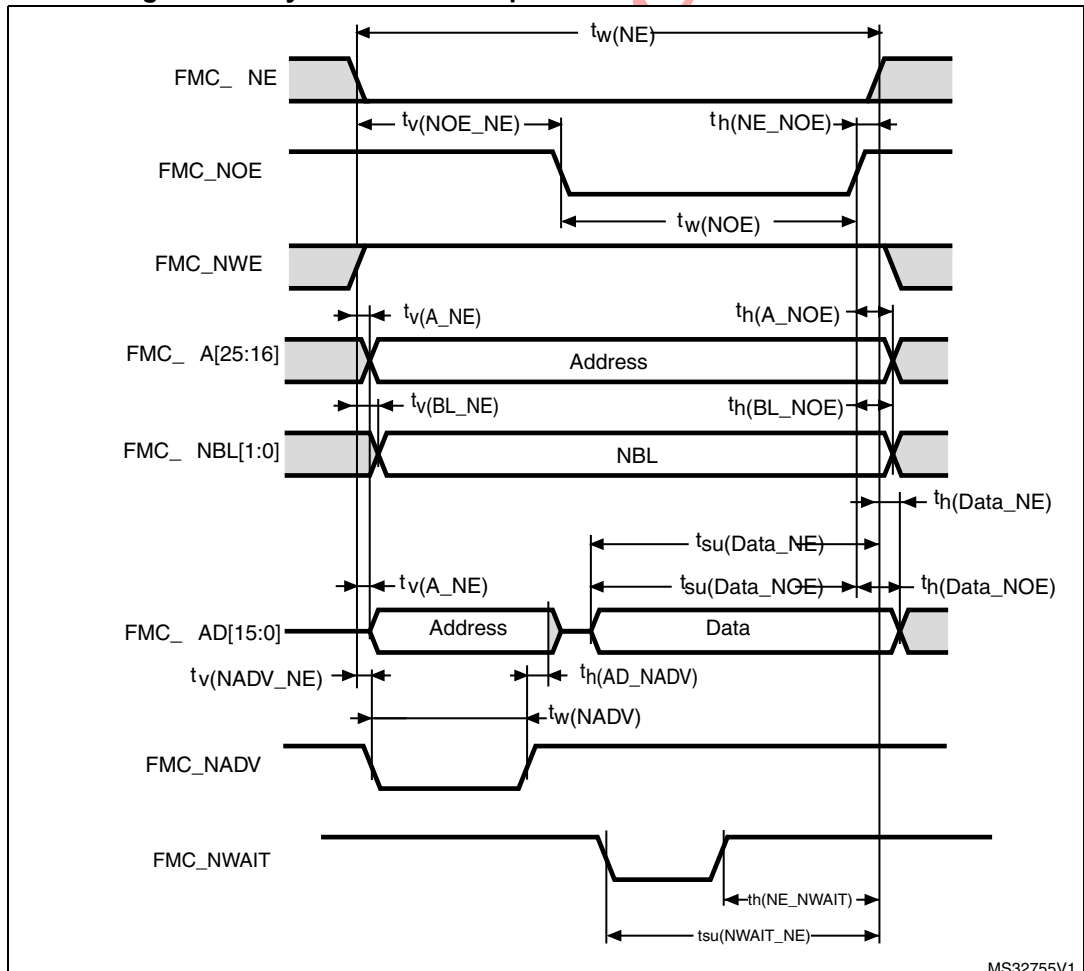 tw(NE)
FMC_ NE
tv(NOE_NE)
th(NE_NOE)
FMC_NOE
tw(NOE)
FMC_NWE
tv(A_NE)
th(A_NOE)
FMC_ A[25:16]
Address
tv(BL_NE)
th(BL_NOE)
FMC_ NBL[1:0]
NBL
th(Data_NE)
tsu(Data_NE)
tv(A_NE)
tsu(Data_NOE)
th(Data_NOE)
FMC_ AD[15:0]
Address
Data
tv(NADV_NE)
th(AD_NADV)
tw(NADV)
FMC_NADV
FMC_NWAIT
th(NE_NWAIT)
tsu(NWAIT_NE)
MS32755V1